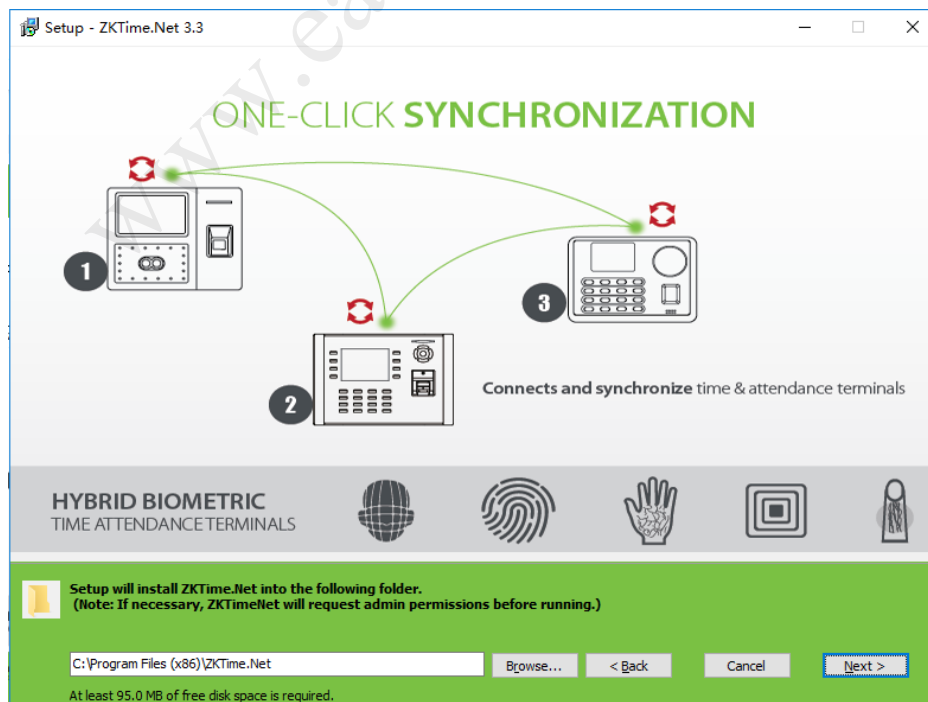 Setup - ZKTime.Net 3.3
ONE-CLICK SYNCHRONIZATION
1
3
2
Connects and synchronize time & attendance terminals
HYBRID BIOMETRIC
TIME ATTENDANCE TERMINALS
Setup will install ZKTime.Net into the following folder.
(Note: If necessary, ZKTimeNet will request admin permissions before running.)
C:\Program Files (x86)\ZKTime.Net
Browse...
< Back
Cancel
Next >
At least 95.0 MB of free disk space is required.
www.ea